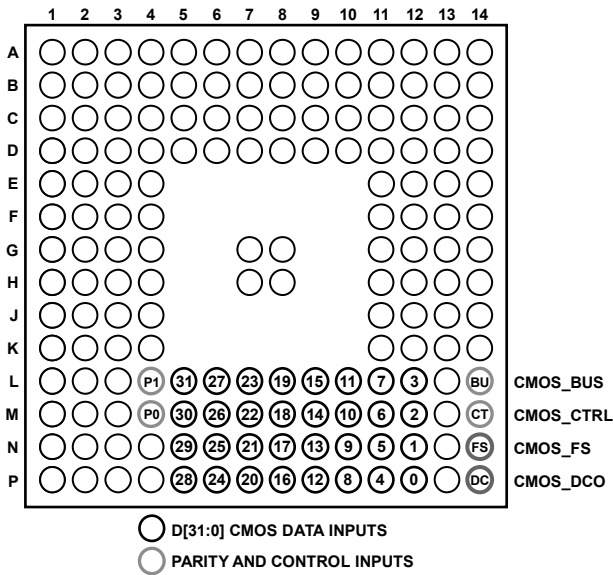 1 2 3 4 5 6 7 8 9 10 11 12 13 14
A
B
C
D
E
F
G
H
J
K
L P1 31 27 23 19 15 11 7 3 BU CMOS_BUS
M P0 30 26 22 18 14 10 6 2 CT CMOS_CTRL
N 29 25 21 17 13 9 5 1 FS CMOS_FS
P 28 24 20 16 12 8 4 0 DC CMOS_DCO
D[31:0] CMOS DATA INPUTS
PARITY AND CONTROL INPUTS